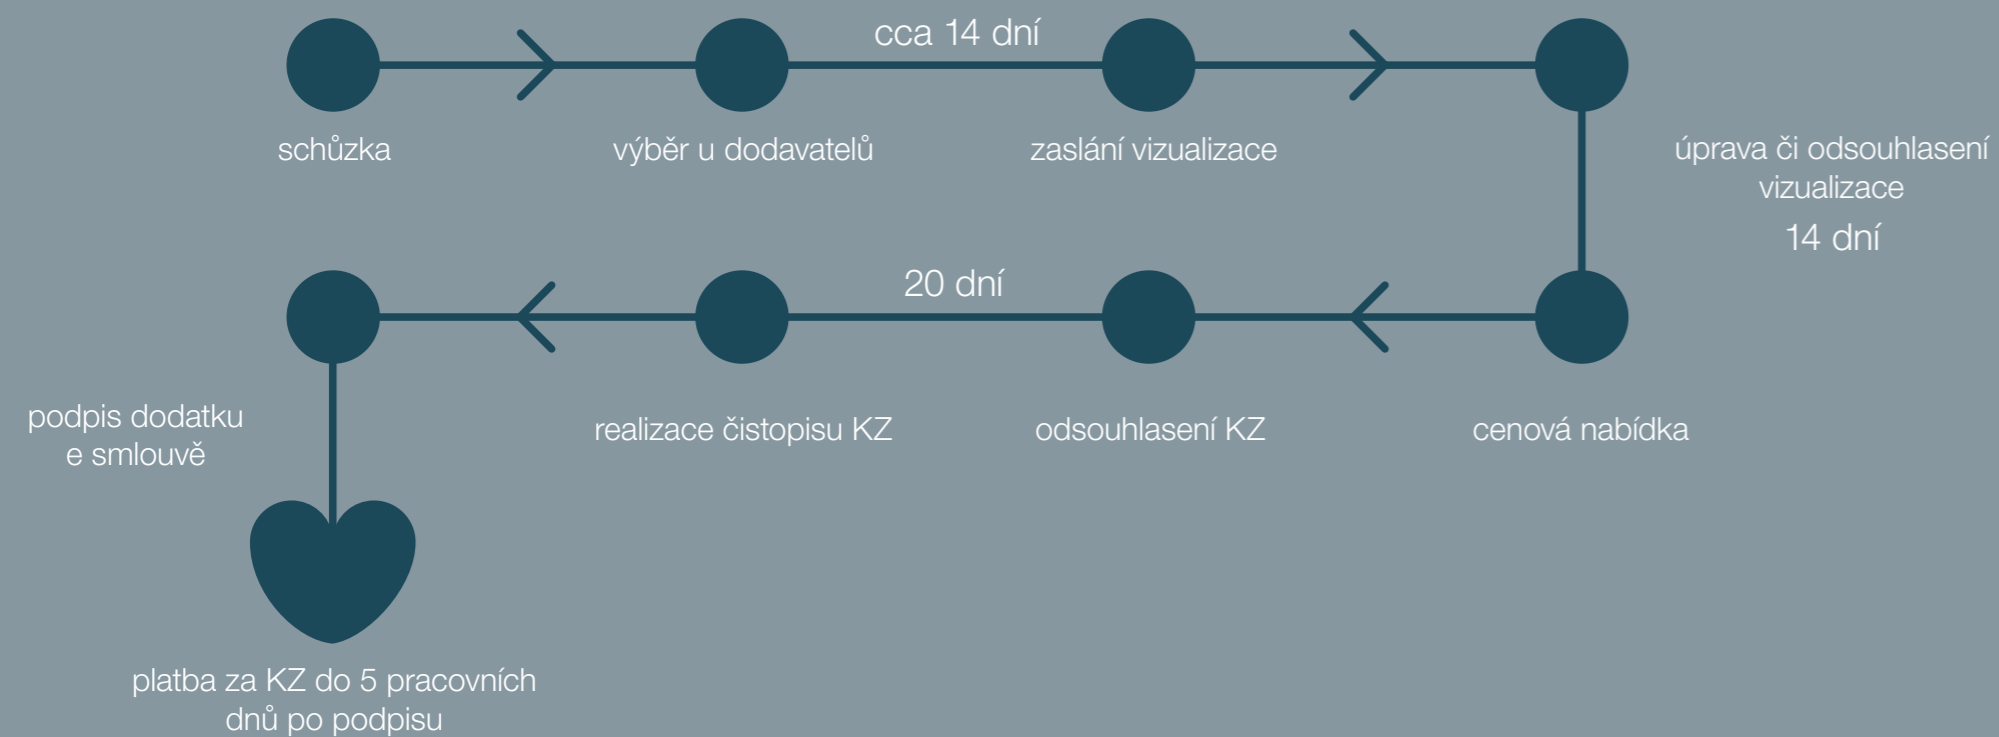 cca 14 dní
schůzka
výběr u dodavatelů
zaslání vizualizace
úprava či odsouhlasení
vizualizace
14 dní
20 dní
podpis dodatku
e smlouvě
realizace čistopisu KZ
odsouhlasení KZ
cenová nabídka
platba za KZ do 5 pracovních
dnů po podpisu